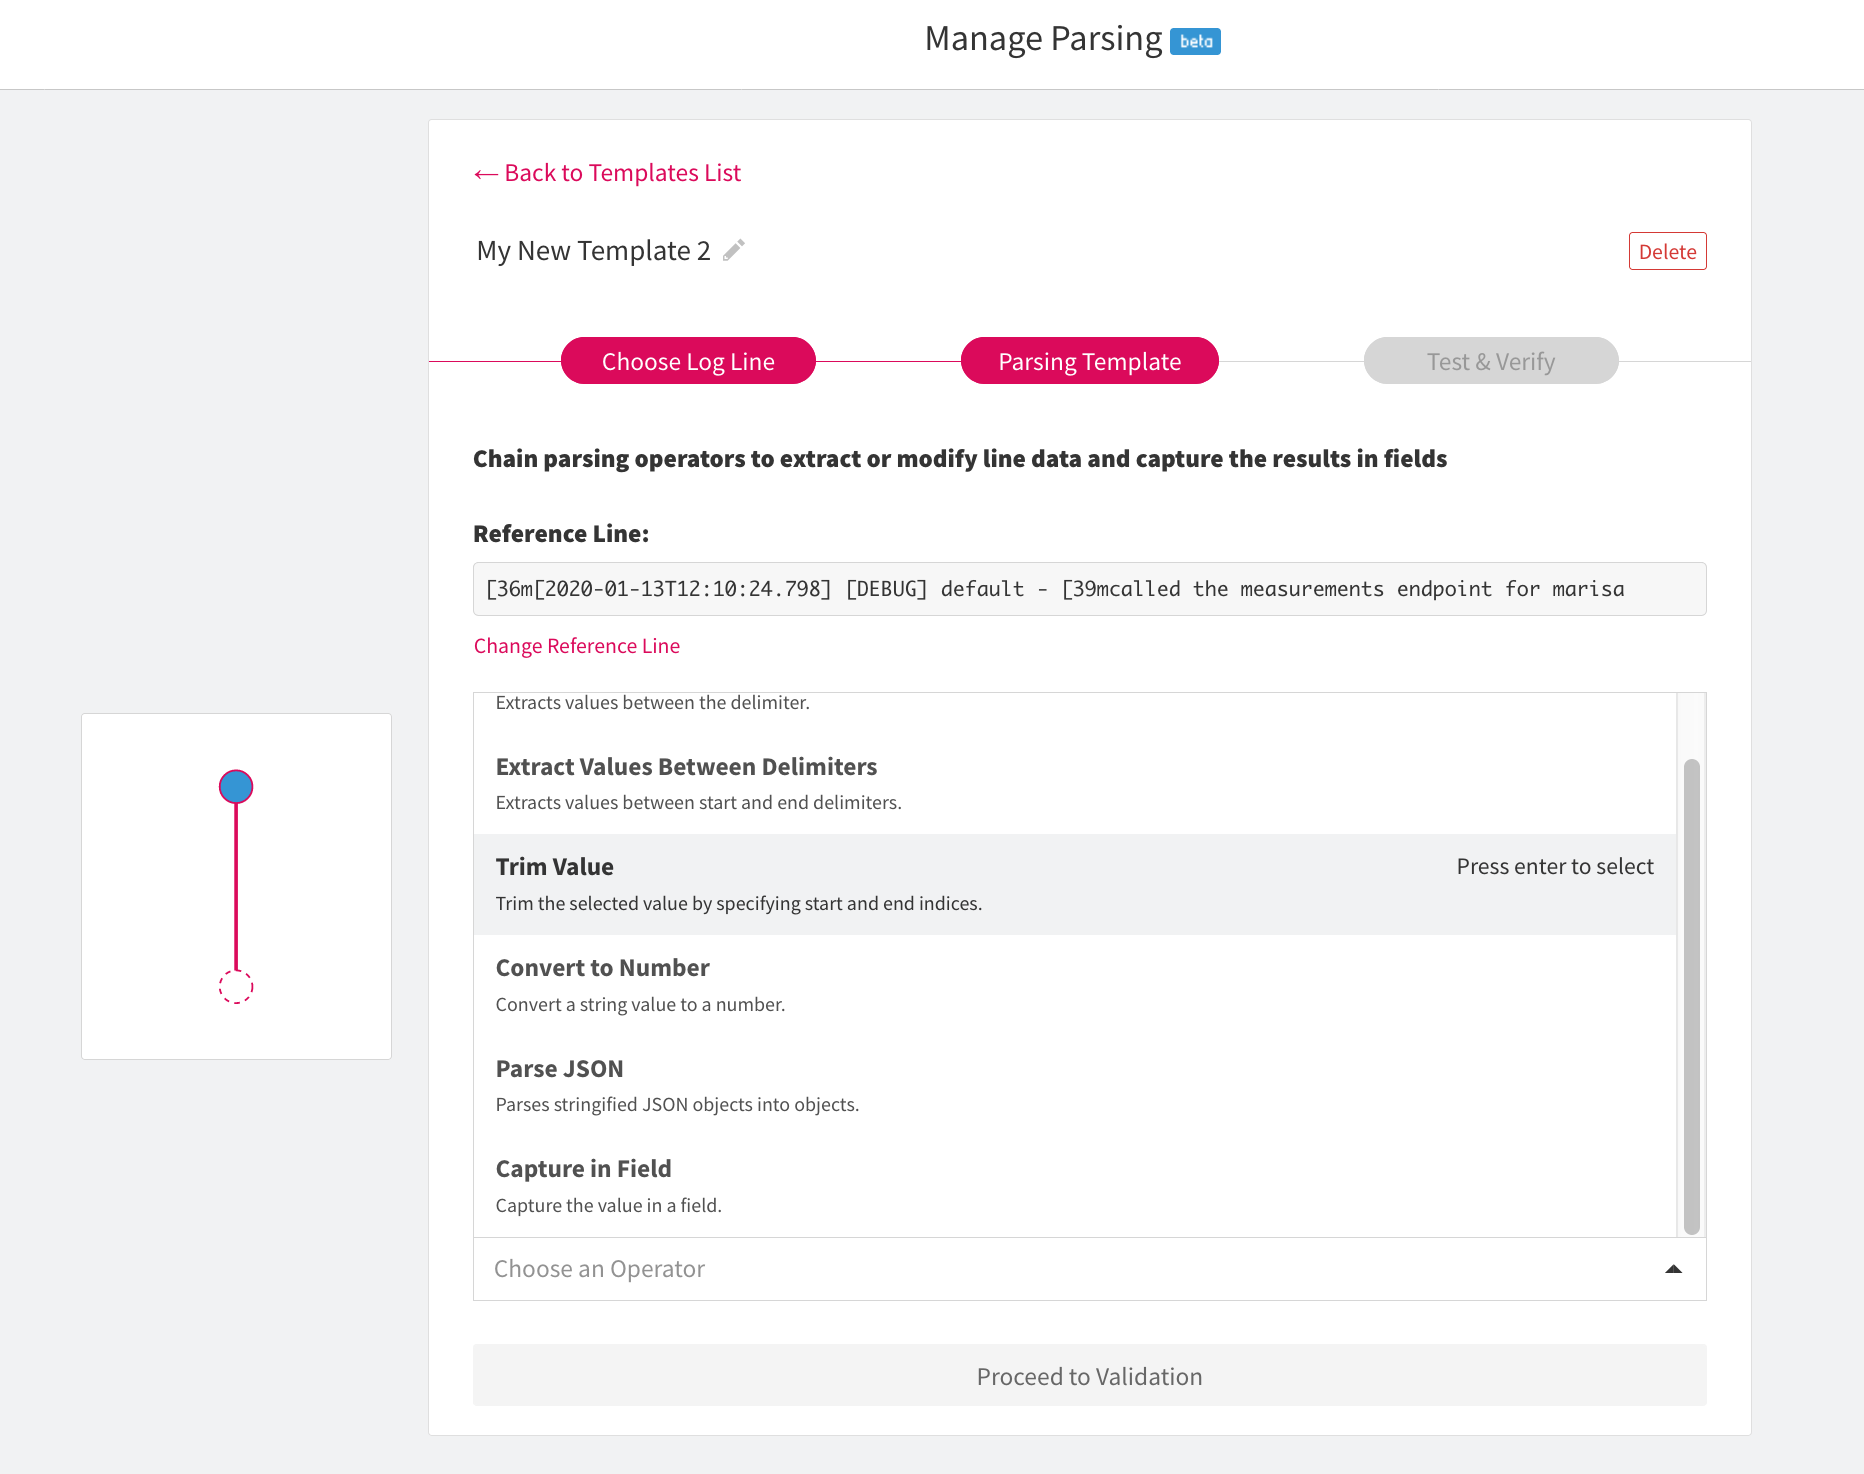 Manage Parsing beta
← Back to Templates List
My New Template 2
Delete
Choose Log Line
Parsing Template
Test & Verify
Chain parsing operators to extract or modify line data and capture the results in fields
Reference Line:
[36m[2020-01-13T12:10:24.798] [DEBUG] default - [39mcalled the measurements endpoint for marisa
Change Reference Line
Extracts values between the delimiter.
Extract Values Between Delimiters
Extracts values between start and end delimiters.
Trim Value
Press enter to select
Trim the selected value by specifying start and end indices.
Convert to Number
Convert a string value to a number.
Parse JSON
Parses stringified JSON objects into objects.
Capture in Field
Capture the value in a field.
Choose an Operator
Proceed to Validation